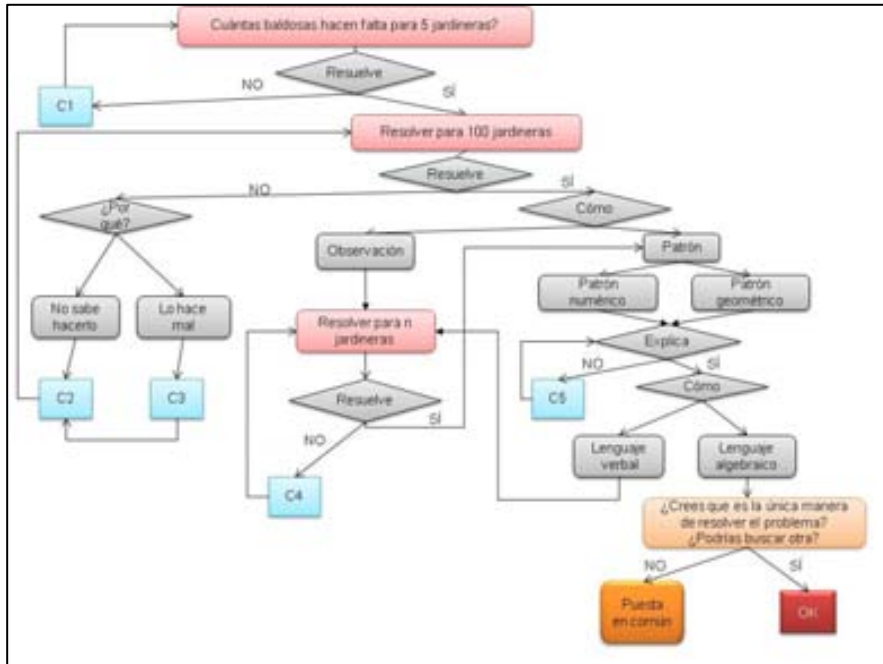 Cuántas baldosas hacen falta para 5 jardineras?
Resuelve
NO
SÍ
C1
Resolver para 100 jardineras
Resuelve
NO
SÍ
¿Por
qué?
Cómo
Observación
Patrón
No sabe
hacerlo
Lo hace
mal
Patrón
numérico
Patrón
geométrico
Resolver para n
jardineras
Explica
NO
SÍ
C2
C3
C5
Cómo
Resuelve
NO
SÍ
Lenguaje
verbal
Lenguaje
algebraico
C4
¿Crees que es la única manera
de resolver el problema?
¿Podrías buscar otra?
NO
SÍ
Puesta
en común
OK